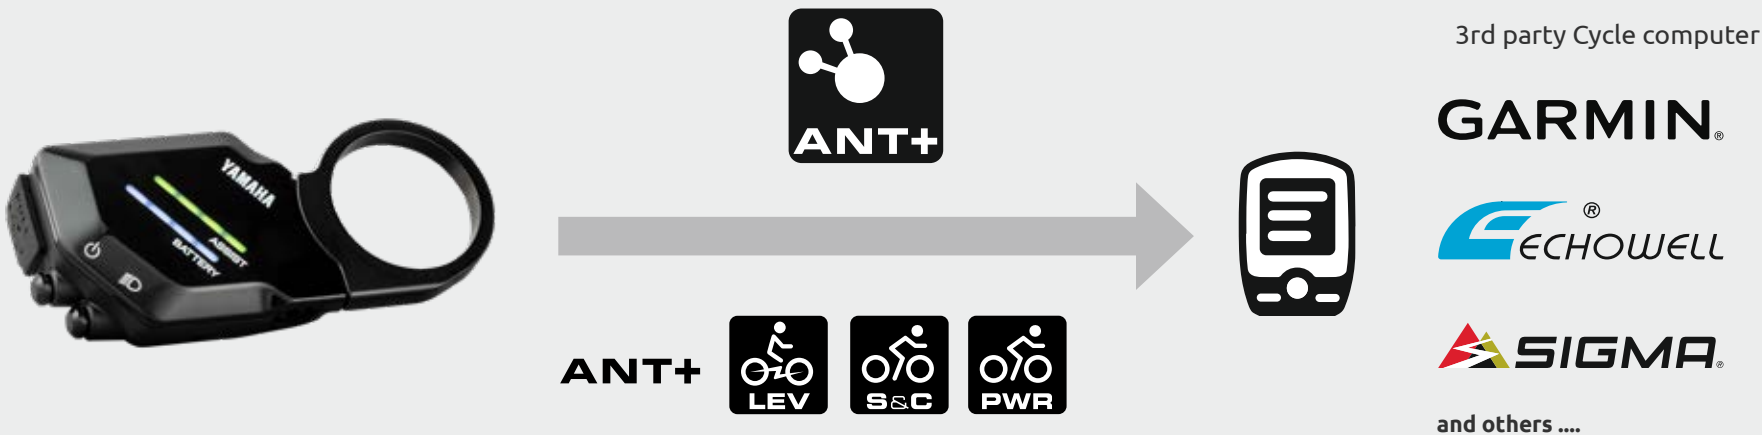 3rd party Cycle computer
ANT+
GARMIN®
YAMAHA
ASSIST
BATTERY
® ECHOWELL
SIGMA®
ANT+
LEV
S&C
PWR
and others ....